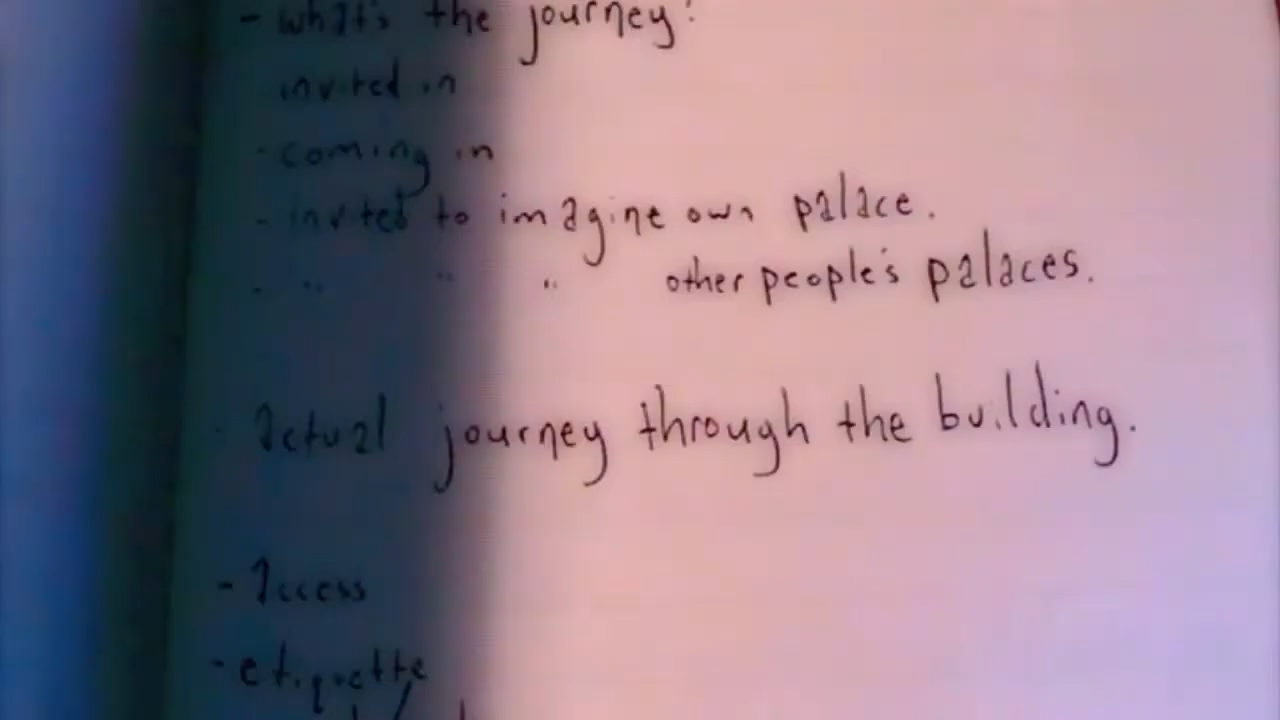 - what's the journey?
invited in
- coming in
- invited to imagine own palace.
- " " " other people's palaces.
- actual journey through the building.
- access
- etiquette